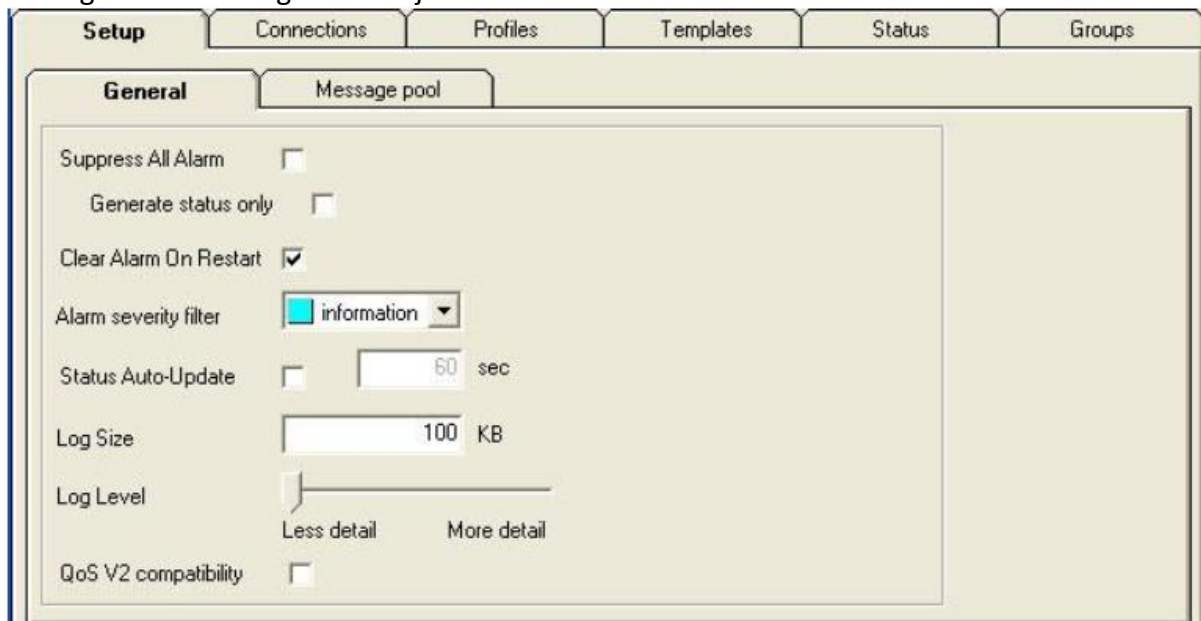 Setup Connections Profiles Templates Status Groups
General Message pool
Suppress All Alarm
Generate status only
Clear Alarm On Restart
Alarm severity filter information
Status Auto-Update 60 sec
Log Size 100 KB
Log Level
Less detail More detail
QoS V2 compatibility